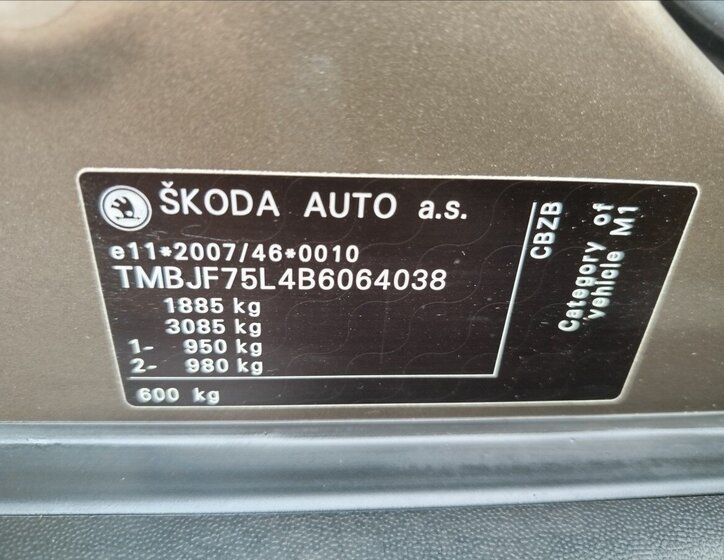 ŠKODA AUTO a.s.
e11*2007/46*0010
TMBJF75L4B6064038
1885 kg
3085 kg
1- 950 kg
2- 980 kg
600 kg
CBZB
Category of
vehicle M1